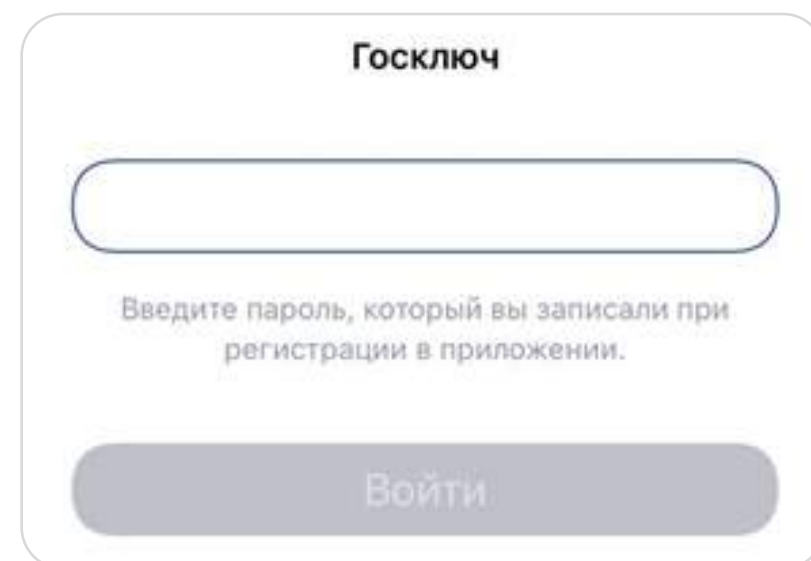 Госключ
Введите пароль, который вы записали при
регистрации в приложении.
Войти